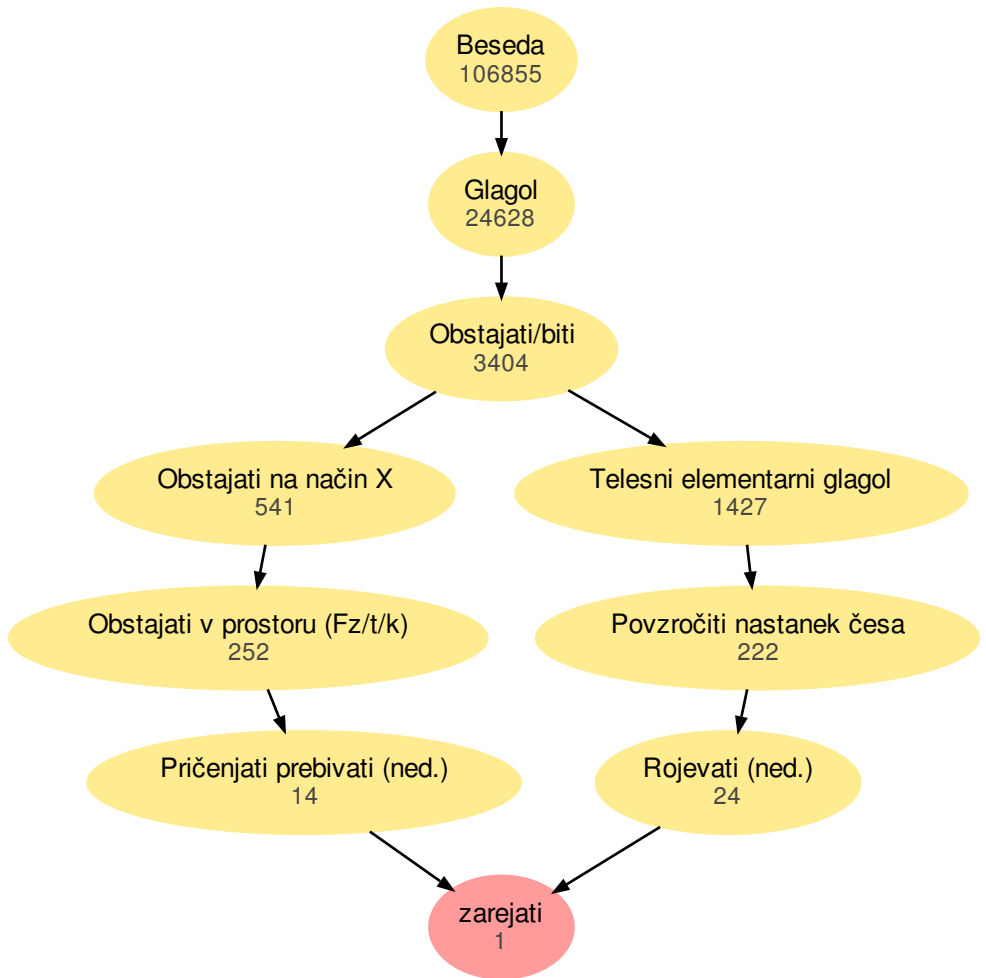 Beseda
106855
Glagol
24628
Obstajati/biti
3404
Obstajati na način X
541
Telesni elementarni glagol
1427
Obstajati v prostoru (Fz/t/k)
252
Povzročiti nastanek česa
222
Pričenjati prebivati (ned.)
14
Rojevati (ned.)
24
zarejati
1